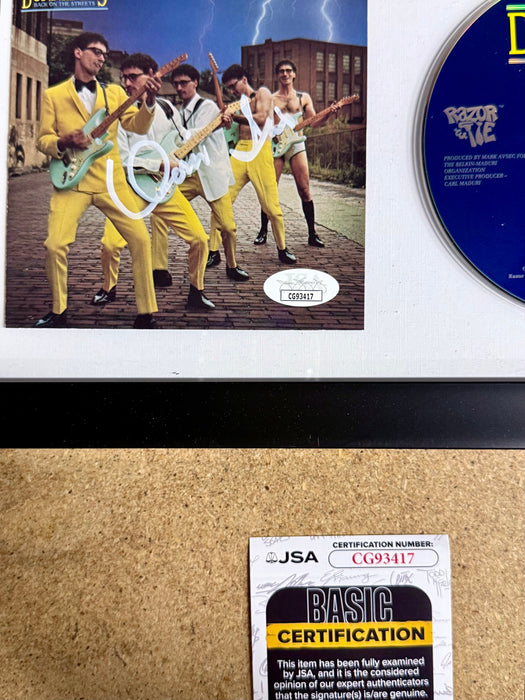 BACK ON THE STREETS
CG93417
RAZOR
& TIE
PRODUCED BY MARK AVSEC FO
THE BELKIN-MADURI
ORGANIZATION
EXECUTIVE PRODUCER -
CARL MADURI
Razor
JSA
CERTIFICATION NUMBER:
CG93417
BASIC
CERTIFICATION
This item has been fully examined
by JSA, and it is the considered
opinion of our expert authenticators
that the signature(s) is/are genuine.